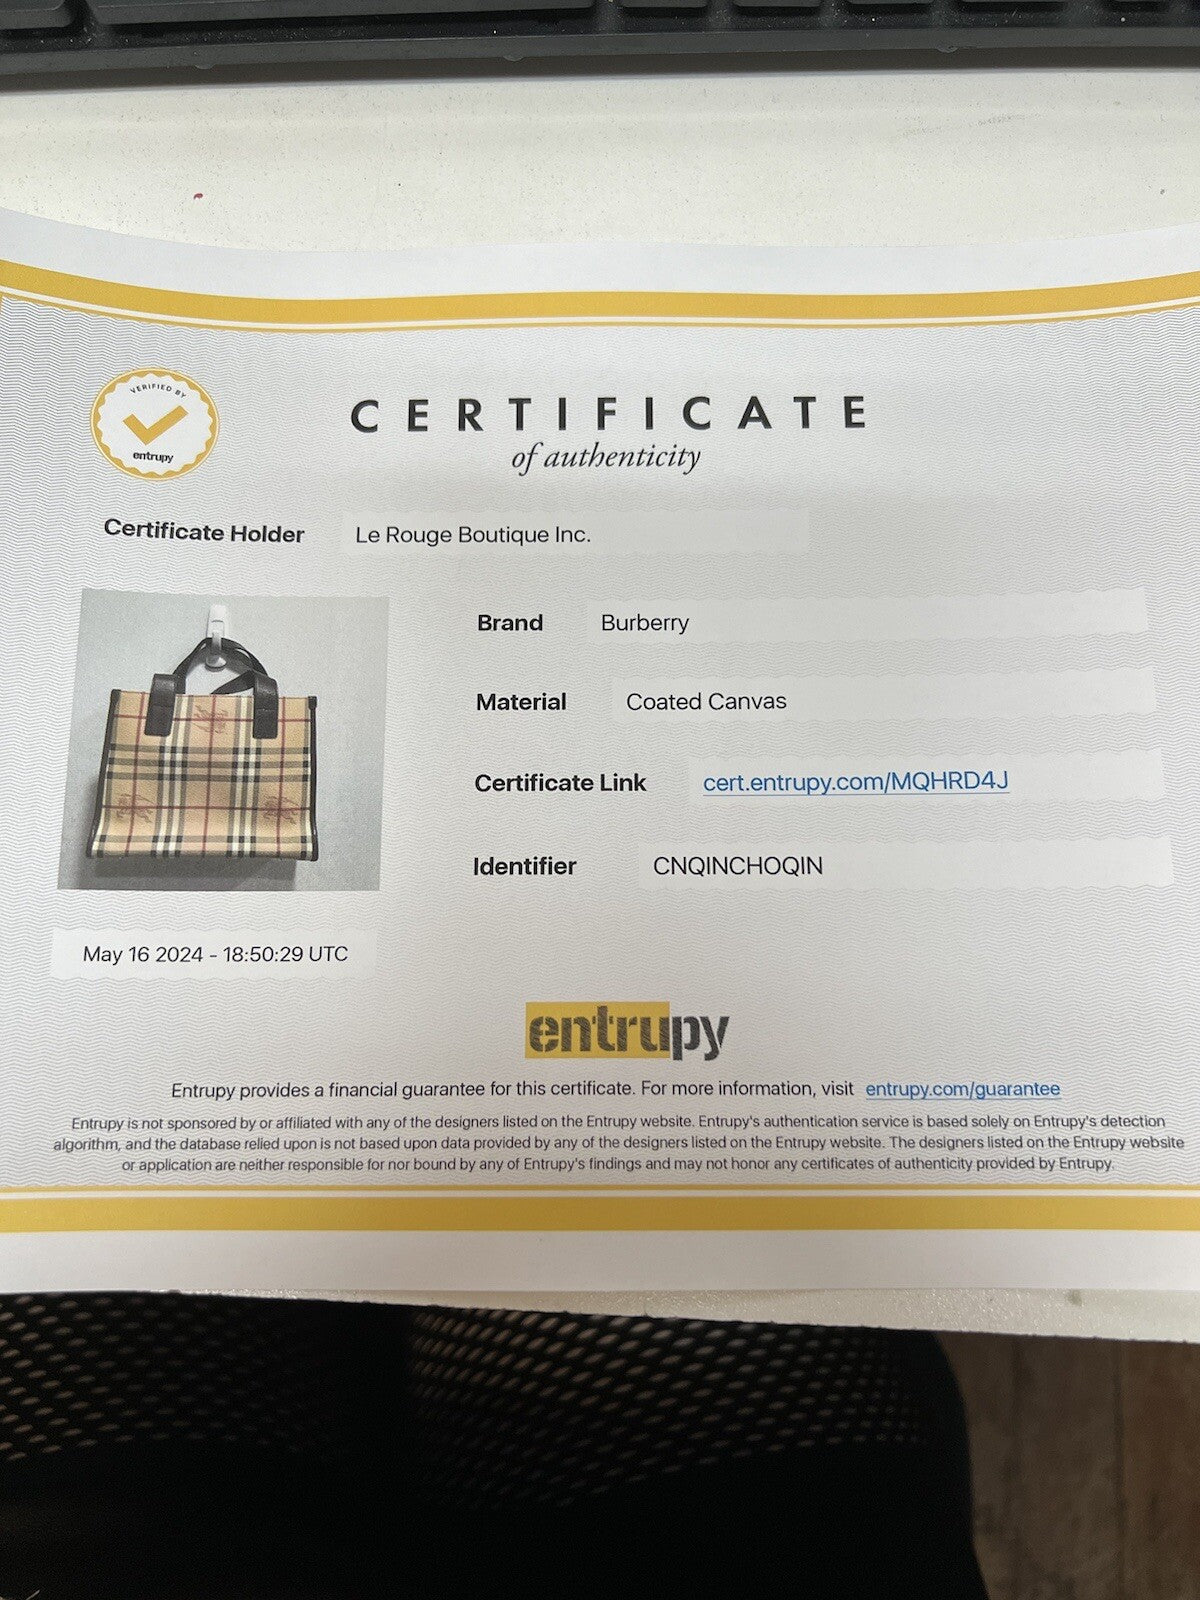 VERIFIED BY
entrupy
CERTIFICATE
of authenticity
Certificate Holder Le Rouge Boutique Inc.
Brand Burberry
Material Coated Canvas
Certificate Link cert.entrupy.com/MQHRD4J
Identifier CNQINCHOQIN
May 16 2024 - 18:50:29 UTC
entrupy
Entrupy provides a financial guarantee for this certificate. For more information, visit entrupy.com/guarantee
Entrupy is not sponsored by or affiliated with any of the designers listed on the Entrupy website. Entrupy's authentication service is based solely on Entrupy's detection
algorithm, and the database relied upon is not based upon data provided by any of the designers listed on the Entrupy website. The designers listed on the Entrupy website
or application are neither responsible for nor bound by any of Entrupy's findings and may not honor any certificates of authenticity provided by Entrupy.